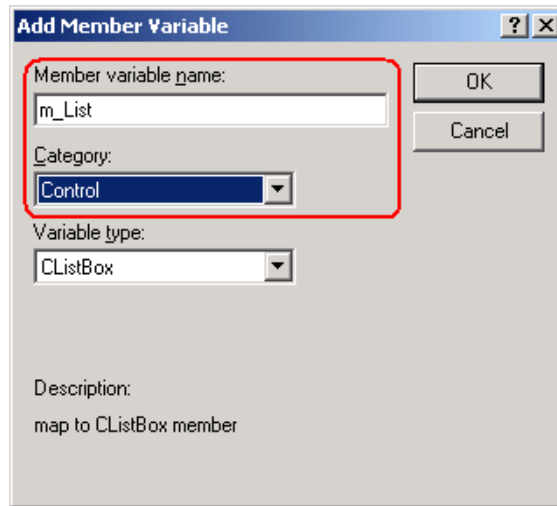 Add Member Variable
Member variable name:
OK
m_List
Cancel
Category:
Control
Variable type:
CListBox
Description:
map to CListBox member